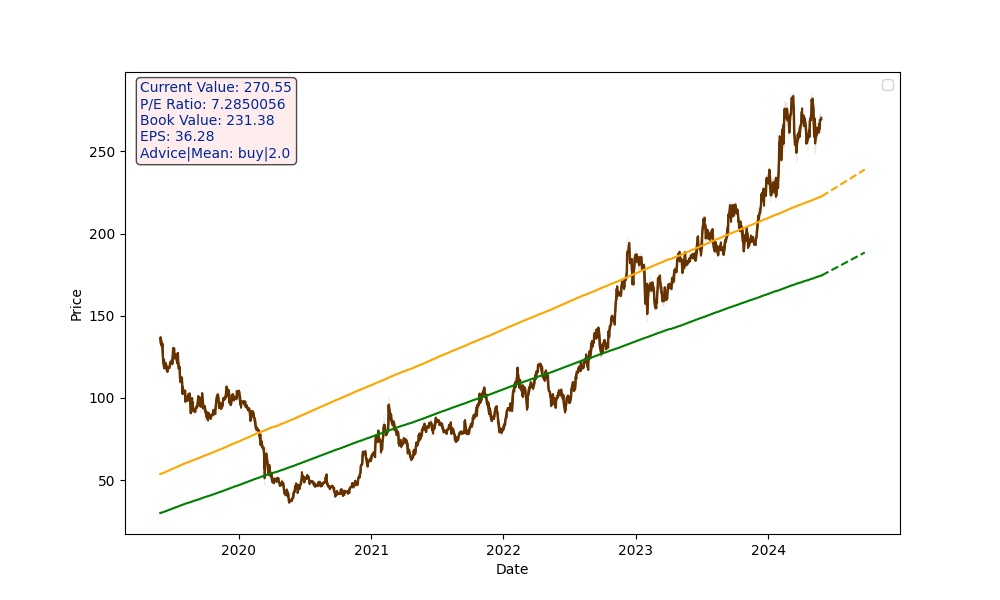 Current Value: 270.55
P/E Ratio: 7.2850056
Book Value: 231.38
EPS: 36.28
Advice|Mean: buy|2.0
250
200
150
100
50
Price
2020
2021
2022
2023
2024
Date